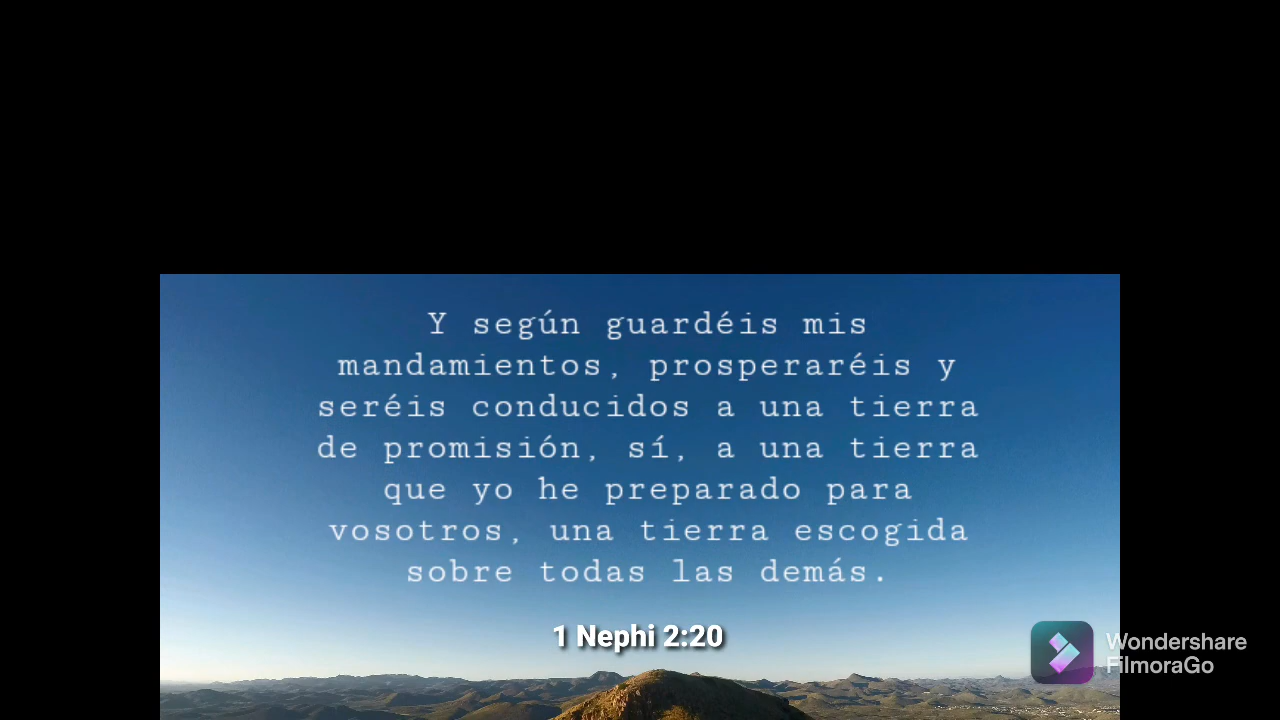 Y según guardéis mis
mandamientos, prosperaréis y
seréis conducidos a una tierra
de promisión, sí, a una tierra
que yo he preparado para
vosotros, una tierra escogida
sobre todas las demás.
1 Nephi 2:20
Wondershare
FilmoraGo